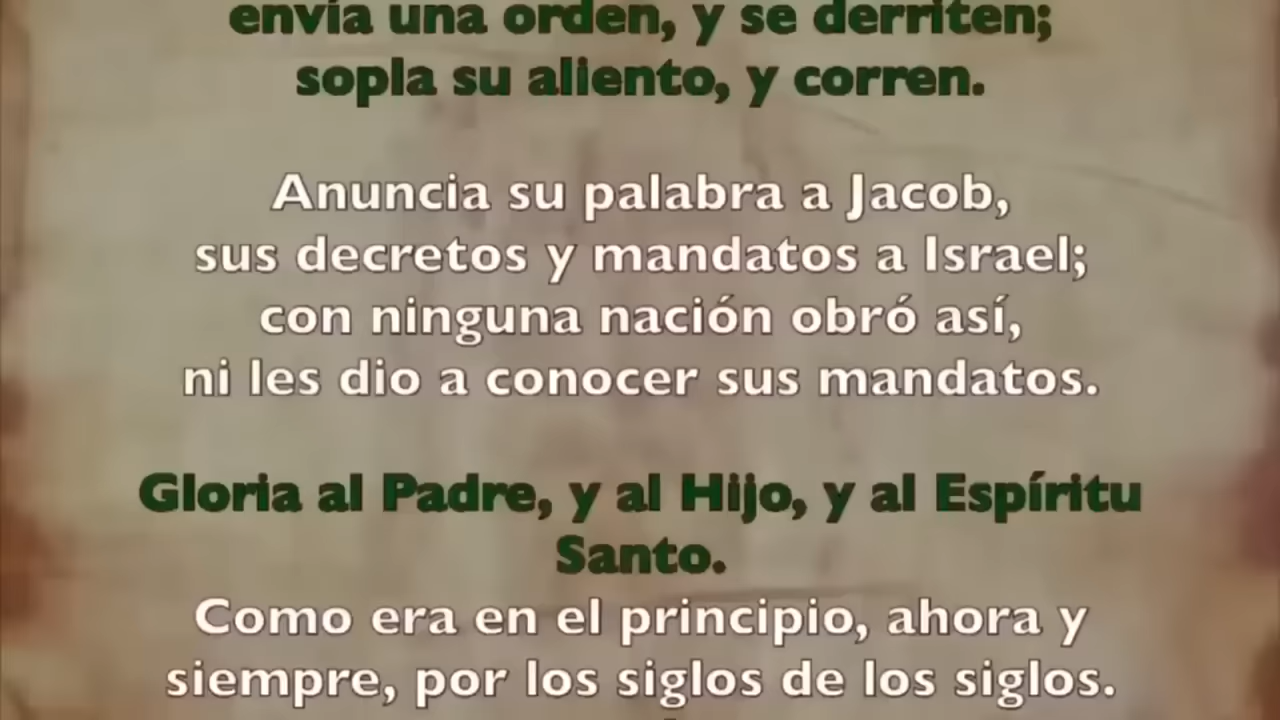 envía una orden, y se derriten;
sopla su aliento, y corren.
Anuncia su palabra a Jacob,
sus decretos y mandatos a Israel;
con ninguna nación obró así,
ni les dio a conocer sus mandatos.
Gloria al Padre, y al Hijo, y al Espíritu
Santo.
Como era en el principio, ahora y
siempre, por los siglos de los siglos.